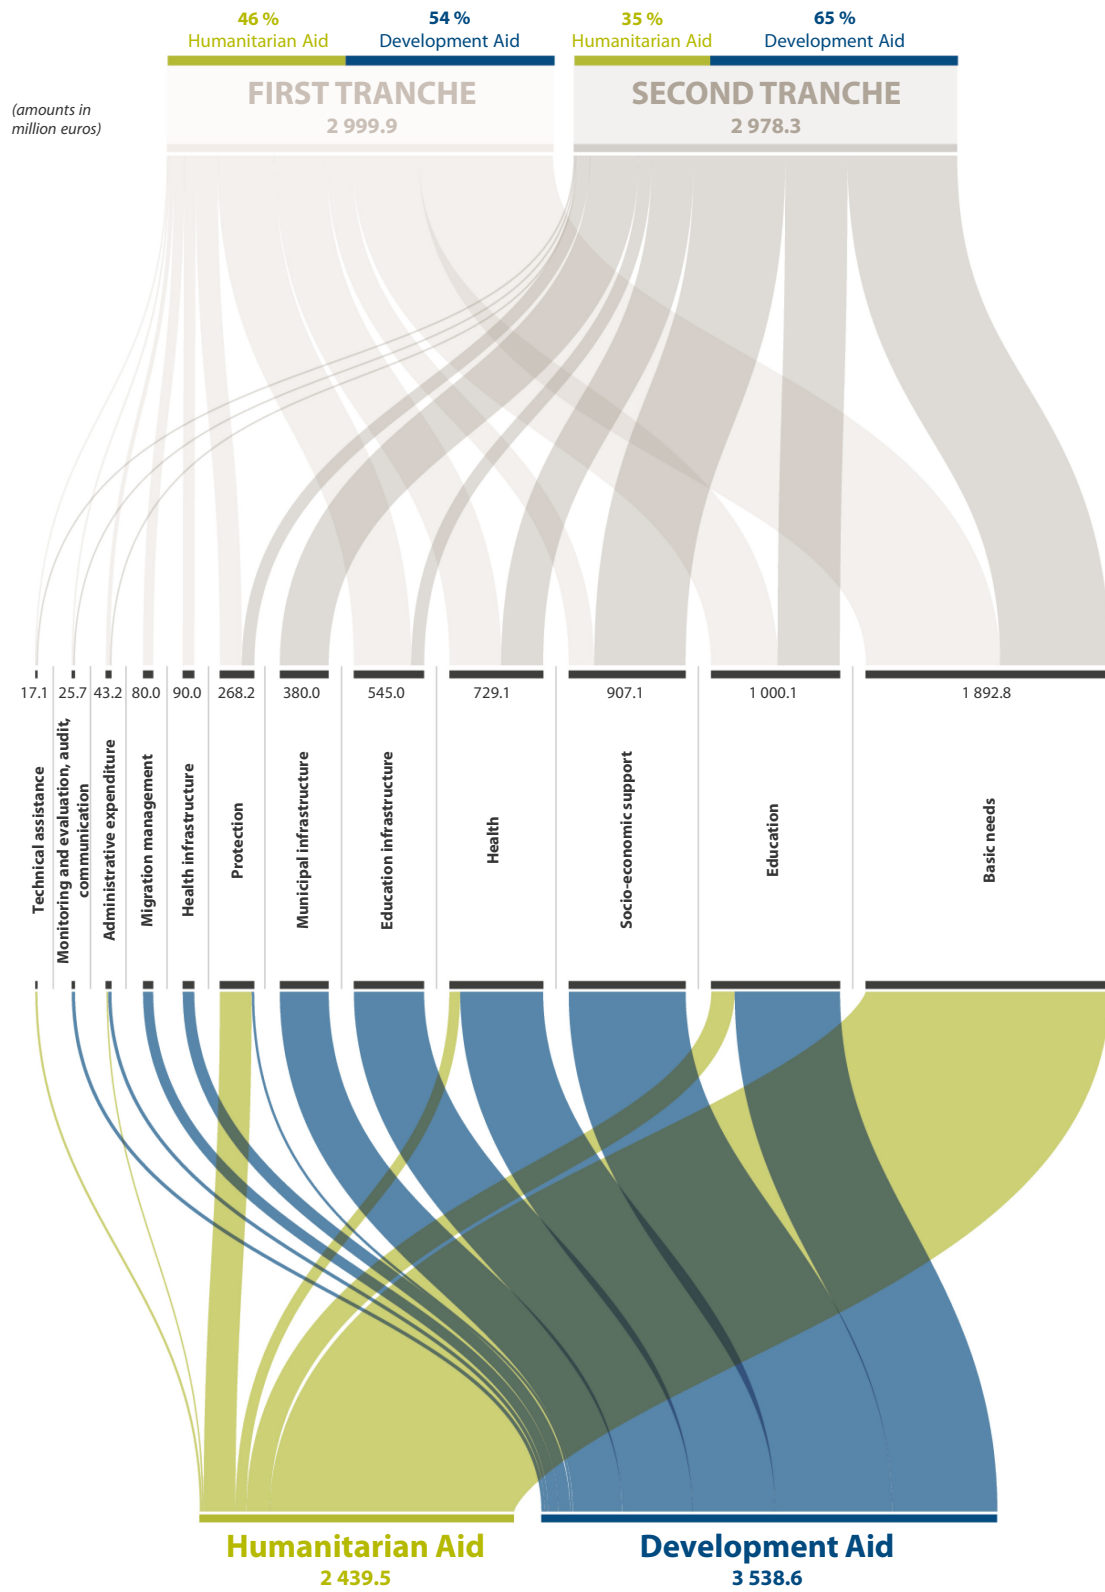 46 %
Humanitarian Aid
54 %
Development Aid
35 %
Humanitarian Aid
65 %
Development Aid
(amounts in
million euros)
FIRST TRANCHE
2 999.9
SECOND TRANCHE
2 978.3
17.1
25.7
43.2
80.0
90.0
268.2
380.0
545.0
729.1
907.1
1 000.1
1 892.8
Technical assistance
Monitoring and evaluation, audit,
communication
Administrative expenditure
Migration management
Health infrastructure
Protection
Municipal infrastructure
Education infrastructure
Health
Socio-economic support
Education
Basic needs
Humanitarian Aid
2 439.5
Development Aid
3 538.6